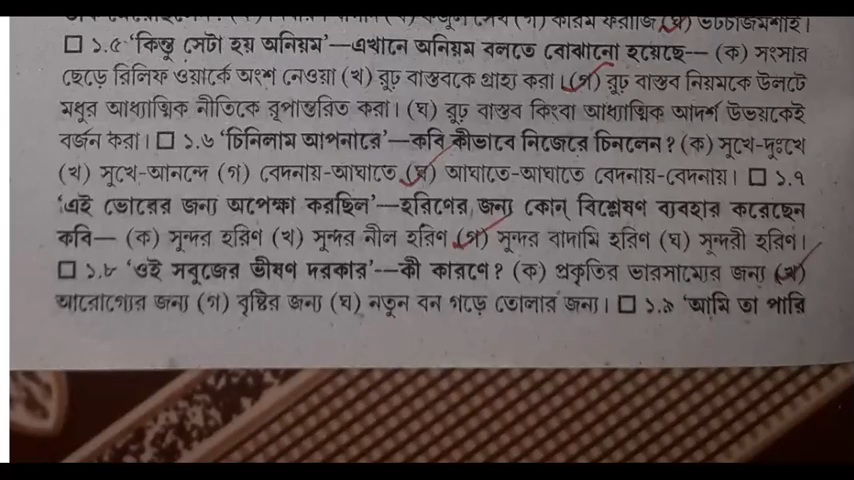 (গ) করিম ফরাজি (ঘ) ভটচাজমশাই।
□ ১.৫ ‘কিন্তু সেটা হয় অনিয়ম’—এখানে অনিয়ম বলতে বোঝানো হয়েছে— (ক) সংসার
ছেড়ে রিলিফ ওয়ার্কে অংশ নেওয়া (খ) রূঢ় বাস্তবকে গ্রাহ্য করা। (গ) রূঢ় বাস্তব নিয়মকে উলটে
মধুর আধ্যাত্মিক নীতিকে রূপান্তরিত করা। (ঘ) রূঢ় বাস্তব কিংবা আধ্যাত্মিক আদর্শ উভয়কেই
বর্জন করা। □ ১.৬ ‘চিনিলাম আপনারে’—কবি কীভাবে নিজেরে চিনলেন? (ক) সুখে-দুঃখে
(খ) সুখে-আনন্দে (গ) বেদনায়-আঘাতে (ঘ) আঘাতে-আঘাতে বেদনায়-বেদনায়। □ ১.৭
‘এই ভোরের জন্য অপেক্ষা করছিল’—হরিণের জন্য কোন্ বিশ্লেষণ ব্যবহার করেছেন
কবি— (ক) সুন্দর হরিণ (খ) সুন্দর নীল হরিণ (গ) সুন্দর বাদামি হরিণ (ঘ) সুন্দরী হরিণ।
□ ১.৮ ‘ওই সবুজের ভীষণ দরকার’—কী কারণে? (ক) প্রকৃতির ভারসাম্যের জন্য (খ)
আরোগ্যের জন্য (গ) বৃষ্টির জন্য (ঘ) নতুন বন গড়ে তোলার জন্য। □ ১.৯ ‘আমি তা পারি